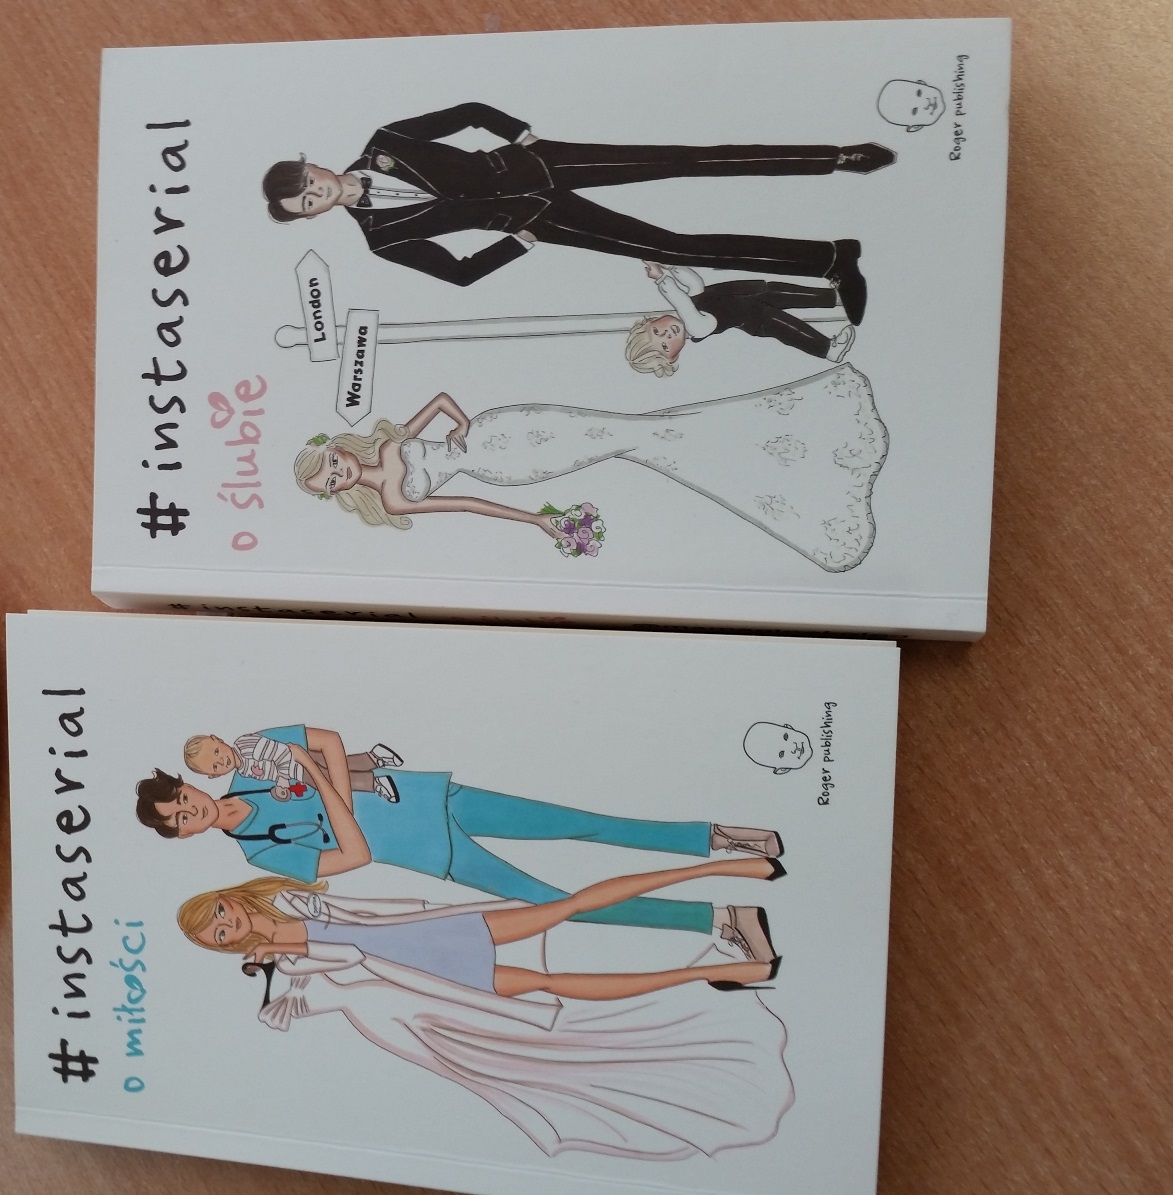 # instaserial
o miłości
Roger publishing
# instaserial
o ślubie
London
Warszawa
Roger publishing